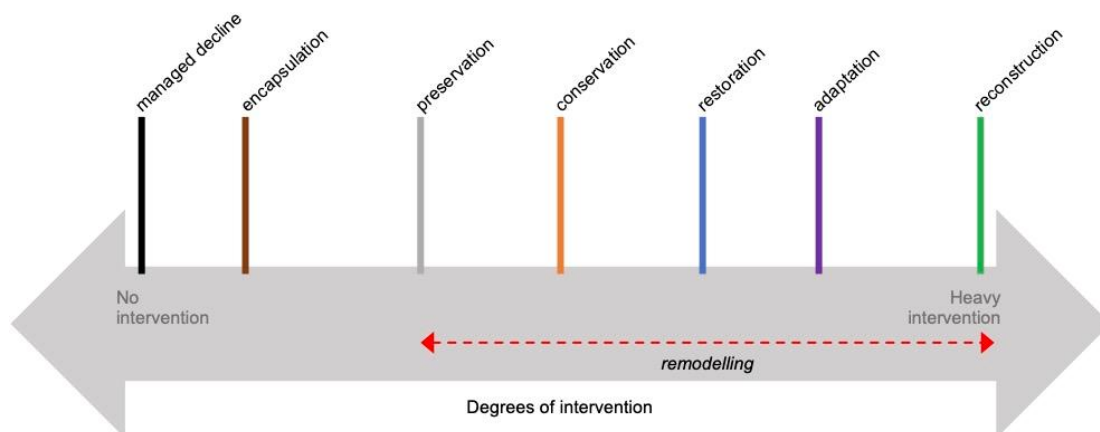 managed decline
encapsulation
preservation
conservation
restoration
adaptation
reconstruction
No
intervention
Heavy
intervention
remodelling
Degrees of intervention